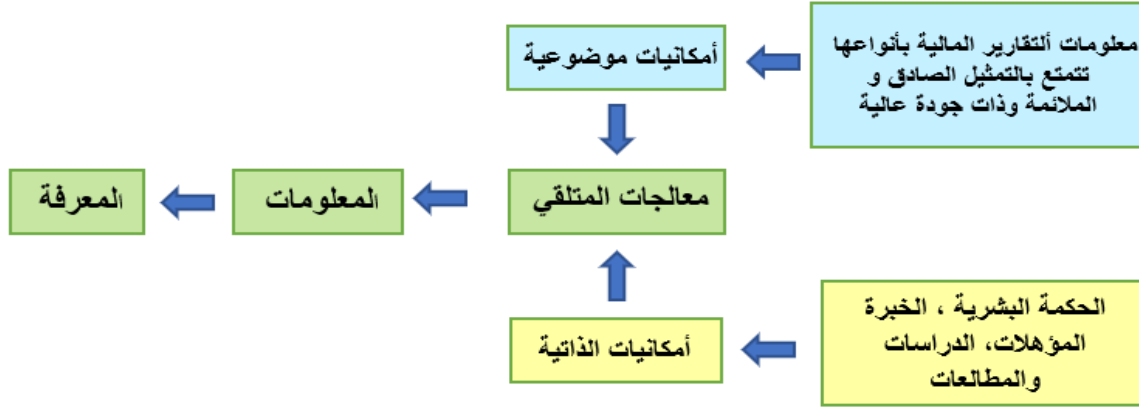 معلومات ألتقارير المالية بأنواعها
تتمتع بالتمثيل الصادق و
الملائمة وذات جودة عالية
أمكانيات موضوعية
معالجات المتلقي
المعلومات
المعرفة
الحكمة البشرية ، الخبرة
المؤهلات، الدراسات
والمطالعات
أمكانيات الذاتية